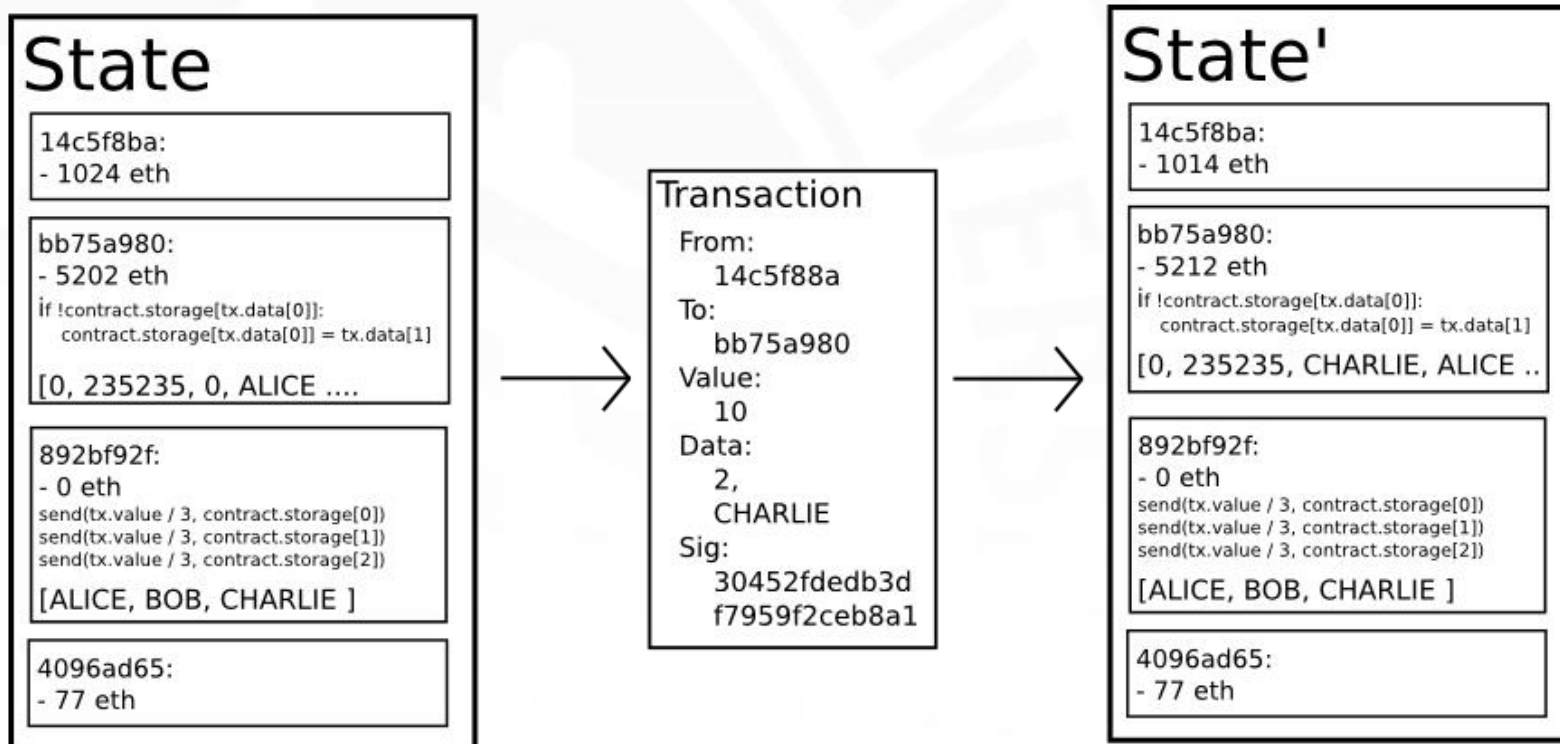 State
14c5f8ba:
- 1024 eth
bb75a980:
- 5202 eth
if !contract.storage[tx.data[0]]:
contract.storage[tx.data[0]] = tx.data[1]
[0, 235235, 0, ALICE ....
892bf92f:
- 0 eth
send(tx.value / 3, contract.storage[0])
send(tx.value / 3, contract.storage[1])
send(tx.value / 3, contract.storage[2])
[ALICE, BOB, CHARLIE ]
4096ad65:
- 77 eth
Transaction
From:
14c5f88a
To:
bb75a980
Value:
10
Data:
2,
CHARLIE
Sig:
30452fdedb3d
f7959f2ceb8a1
State'
14c5f8ba:
- 1014 eth
bb75a980:
- 5212 eth
if !contract.storage[tx.data[0]]:
contract.storage[tx.data[0]] = tx.data[1]
[0, 235235, CHARLIE, ALICE ..
892bf92f:
- 0 eth
send(tx.value / 3, contract.storage[0])
send(tx.value / 3, contract.storage[1])
send(tx.value / 3, contract.storage[2])
[ALICE, BOB, CHARLIE ]
4096ad65:
- 77 eth